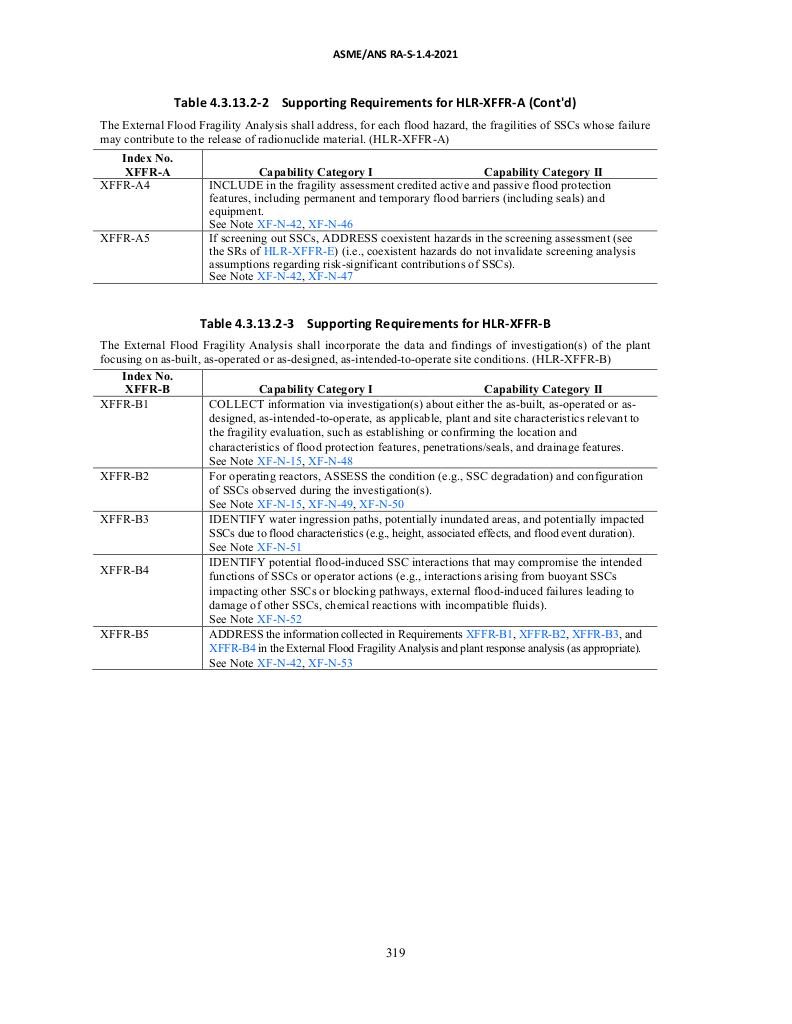 ASME/ANS RA-S-1.4-2021
Table 4.3.13.2-2 Supporting Requirements for HLR-XFFR-A (Cont'd)
The External Flood Fragility Analysis shall address, for each flood hazard, the fragilities of SSCs whose failure
may contribute to the release of radionuclide material. (HLR-XFFR-A)
Index No.
XFFR-A Capability Category I Capability Category II
XFFR-A4 INCLUDE in the fragility assessment credited active and passive flood protection
features, including permanent and temporary flood barriers (including seals) and
equipment.
See Note XF-N-42, XF-N-46
XFFR-A5 If screening out SSCs, ADDRESS coexistent hazards in the screening assessment (see
the SRs of HLR-XFFR-E) (i.e., coexistent hazards do not invalidate screening analysis
assumptions regarding risk-significant contributions of SSCs).
See Note XF-N-42, XF-N-47
Table 4.3.13.2-3 Supporting Requirements for HLR-XFFR-B
The External Flood Fragility Analysis shall incorporate the data and findings of investigation(s) of the plant
focusing on as-built, as-operated or as-designed, as-intended-to-operate site conditions. (HLR-XFFR-B)
Index No.
XFFR-B Capability Category I Capability Category II
XFFR-B1 COLLECT information via investigation(s) about either the as-built, as-operated or as-
designed, as-intended-to-operate, as applicable, plant and site characteristics relevant to
the fragility evaluation, such as establishing or confirming the location and
characteristics of flood protection features, penetrations/seals, and drainage features.
See Note XF-N-15, XF-N-48
XFFR-B2 For operating reactors, ASSESS the condition (e.g., SSC degradation) and configuration
of SSCs observed during the investigation(s).
See Note XF-N-15, XF-N-49, XF-N-50
XFFR-B3 IDENTIFY water ingression paths, potentially inundated areas, and potentially impacted
SSCs due to flood characteristics (e.g., height, associated effects, and flood event duration).
See Note XF-N-51
XFFR-B4 IDENTIFY potential flood-induced SSC interactions that may compromise the intended
functions of SSCs or operator actions (e.g., interactions arising from buoyant SSCs
impacting other SSCs or blocking pathways, external flood-induced failures leading to
damage of other SSCs, chemical reactions with incompatible fluids).
See Note XF-N-52
XFFR-B5 ADDRESS the information collected in Requirements XFFR-B1, XFFR-B2, XFFR-B3, and
XFFR-B4 in the External Flood Fragility Analysis and plant response analysis (as appropriate).
See Note XF-N-42, XF-N-53
319